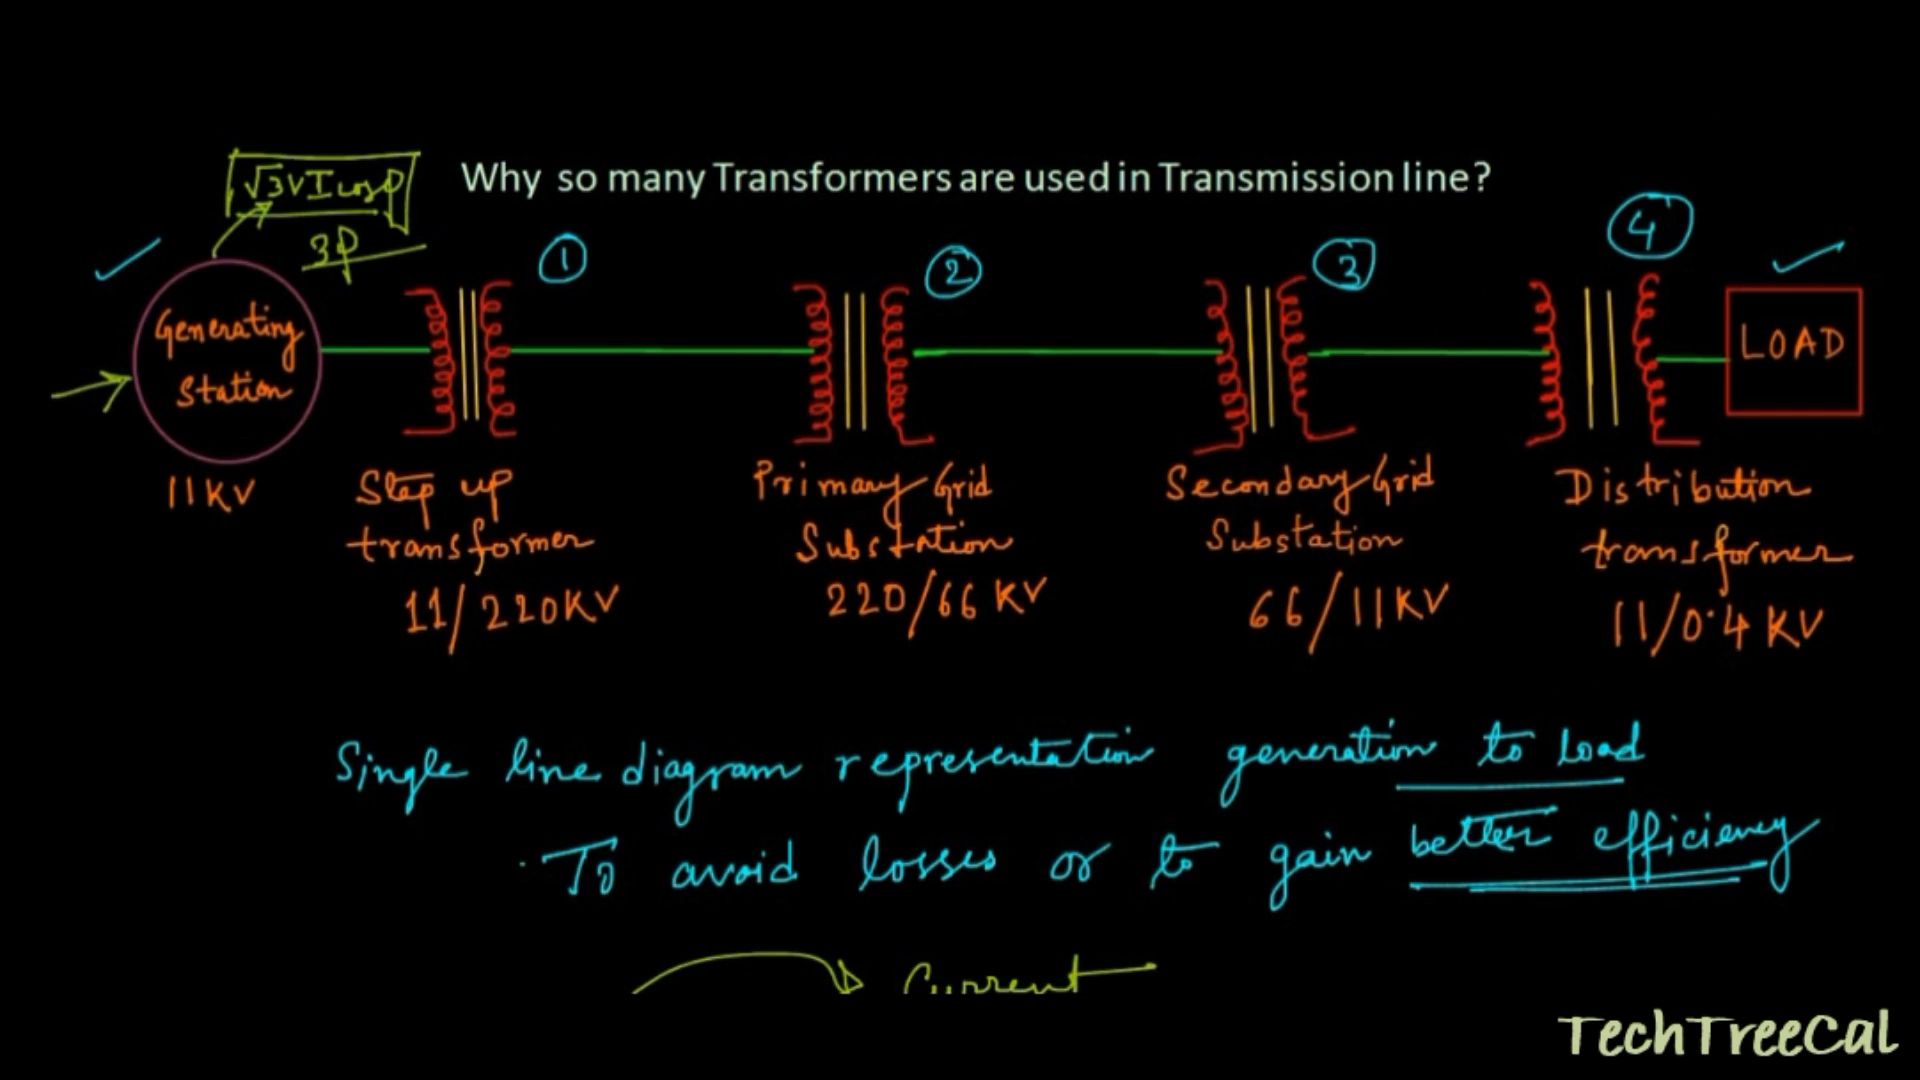 √3VI cosφ
Why so many Transformers are used in Transmission line?
3φ
1
2
3
4
Generating
Station
LOAD
11KV
Step up
transformer
11/220KV
Primary Grid
Substation
220/66 KV
Secondary Grid
Substation
66/11KV
Distribution
transformer
11/0.4 KV
Single line diagram representation generation to Load
To avoid losses or to gain better efficiency
Current
TechTreeCal